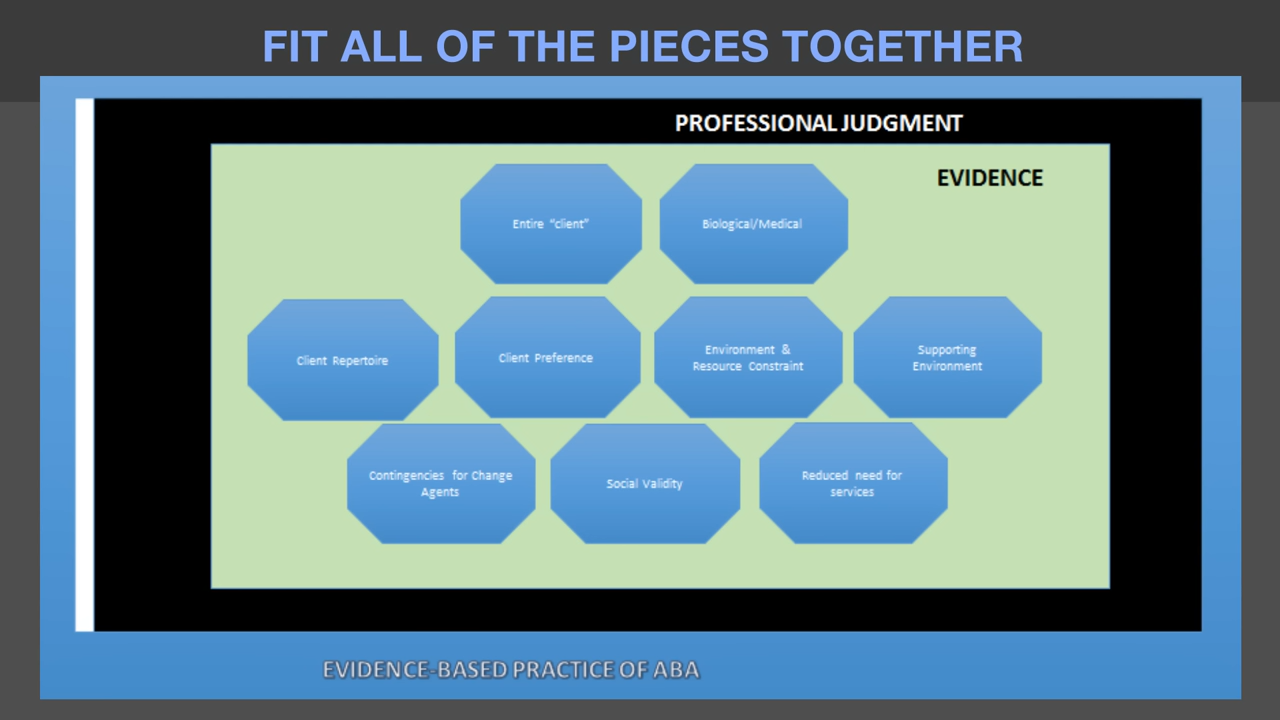 FIT ALL OF THE PIECES TOGETHER
PROFESSIONAL JUDGMENT
EVIDENCE
Entire “client”
Biological/Medical
Client Repertoire
Client Preference
Environment &
Resource Constraint
Supporting
Environment
Contingencies for Change
Agents
Social Validity
Reduced need for
services
EVIDENCE-BASED PRACTICE OF ABA